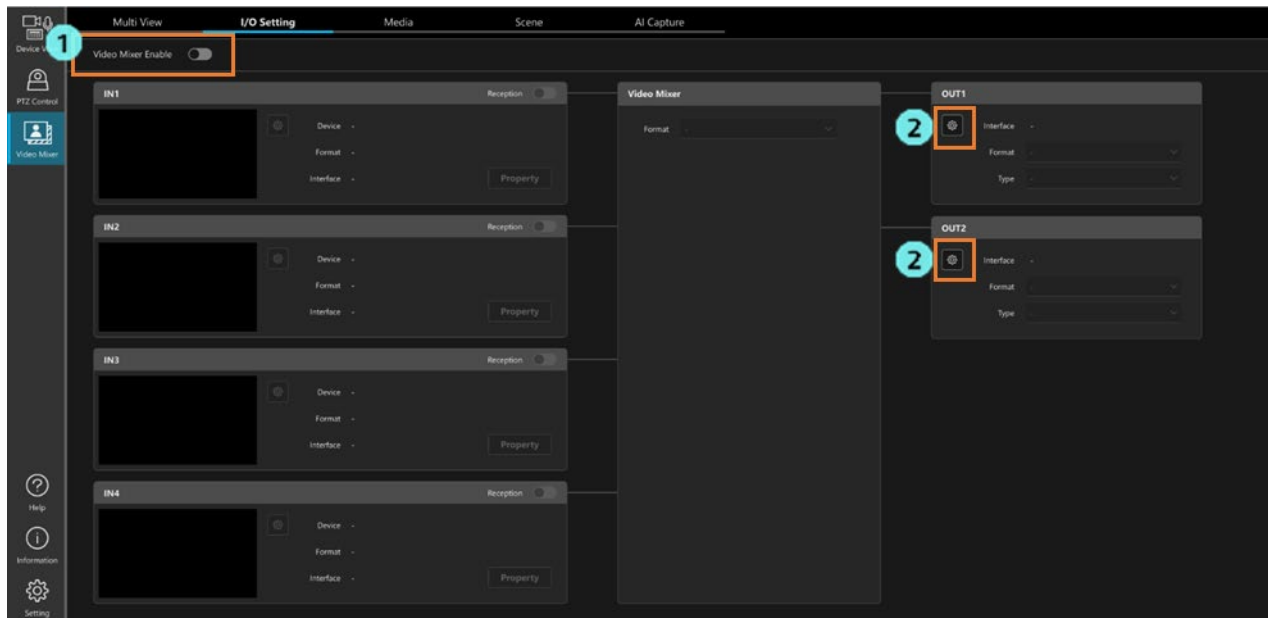 Multi View I/O Setting Media Scene AI Capture
Device V
1
Video Mixer Enable
PTZ Control
Video Mixer
IN1 Reception
Device -
Format -
Interface -
Property
IN2 Reception
Device -
Format -
Interface -
Property
IN3 Reception
Device -
Format -
Interface -
Property
IN4 Reception
Device -
Format -
Interface -
Property
Video Mixer
Format -
OUT1
2
Interface -
Format -
Type -
OUT2
2
Interface -
Format -
Type -
Help
Information
Setting